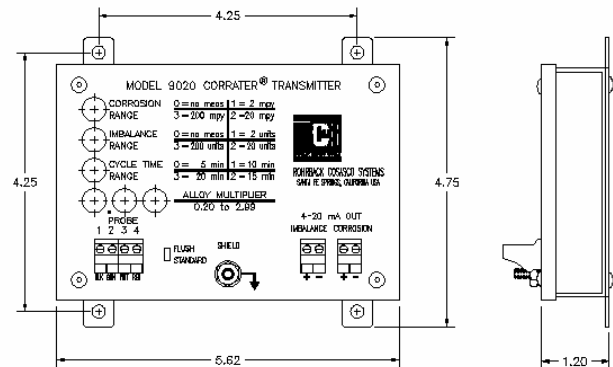 4.25
MODEL 9020 CORRATER® TRANSMITTER
CORROSION RANGE
0 = no meas 1 = 2 mpy
3 - 200 mpy 2 - 20 mpy
IMBALANCE RANGE
0 = no meas 1 = 2 units
3 - 200 units 2 - 20 units
CYCLE TIME RANGE
0 = 5 min 1 = 10 min
3 - 20 min 2 - 15 min
ALLOY MULTIPLIER
0.20 to 2.99
ROHRBACK COSASCO SYSTEMS
SANTA FE SPRINGS, CALIFORNIA USA
PROBE
1 2 3 4
FLUSH
STANDARD
SHIELD
4-20 mA OUT
IMBALANCE CORROSION
+ - + -
4.25
4.75
5.62
1.20